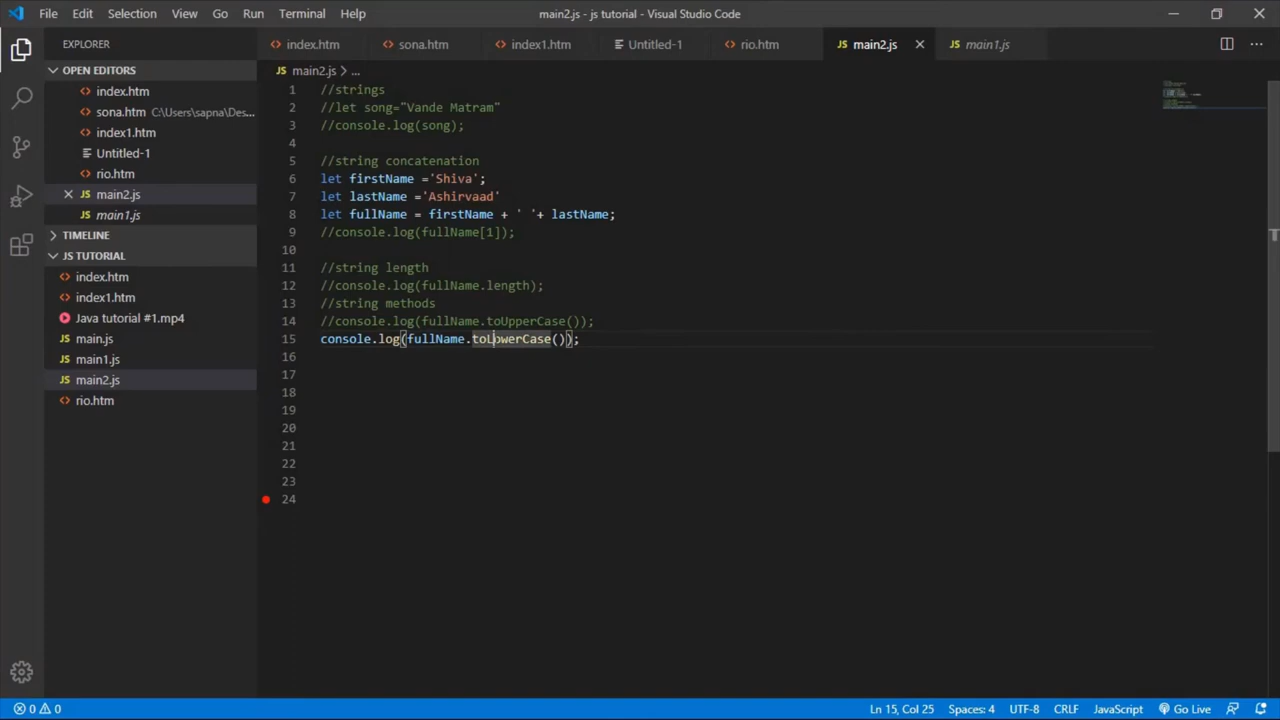 File Edit Selection View Go Run Terminal Help
main2.js - js tutorial - Visual Studio Code
EXPLORER
index.htm sona.htm index1.htm Untitled-1 rio.htm main2.js main1.js
OPEN EDITORS
index.htm
sona.htm C:\Users\sapna\Des...
index1.htm
Untitled-1
rio.htm
main2.js
main1.js
TIMELINE
JS TUTORIAL
index.htm
index1.htm
Java tutorial #1.mp4
JS main.js
JS main1.js
JS main2.js
rio.htm
JS main2.js > ...
1 //strings
2 //let song="Vande Matram"
3 //console.log(song);
4
5 //string concatenation
6 let firstName ='Shiva';
7 let lastName ='Ashirvaad'
8 let fullName = firstName + ' '+ lastName;
9 //console.log(fullName[1]);
10
11 //string length
12 //console.log(fullName.length);
13 //string methods
14 //console.log(fullName.toUpperCase());
15 console.log(fullName.toLowerCase());
16
17
18
19
20
21
22
23
24
0 0 Ln 15, Col 25 Spaces: 4 UTF-8 CRLF JavaScript Go Live